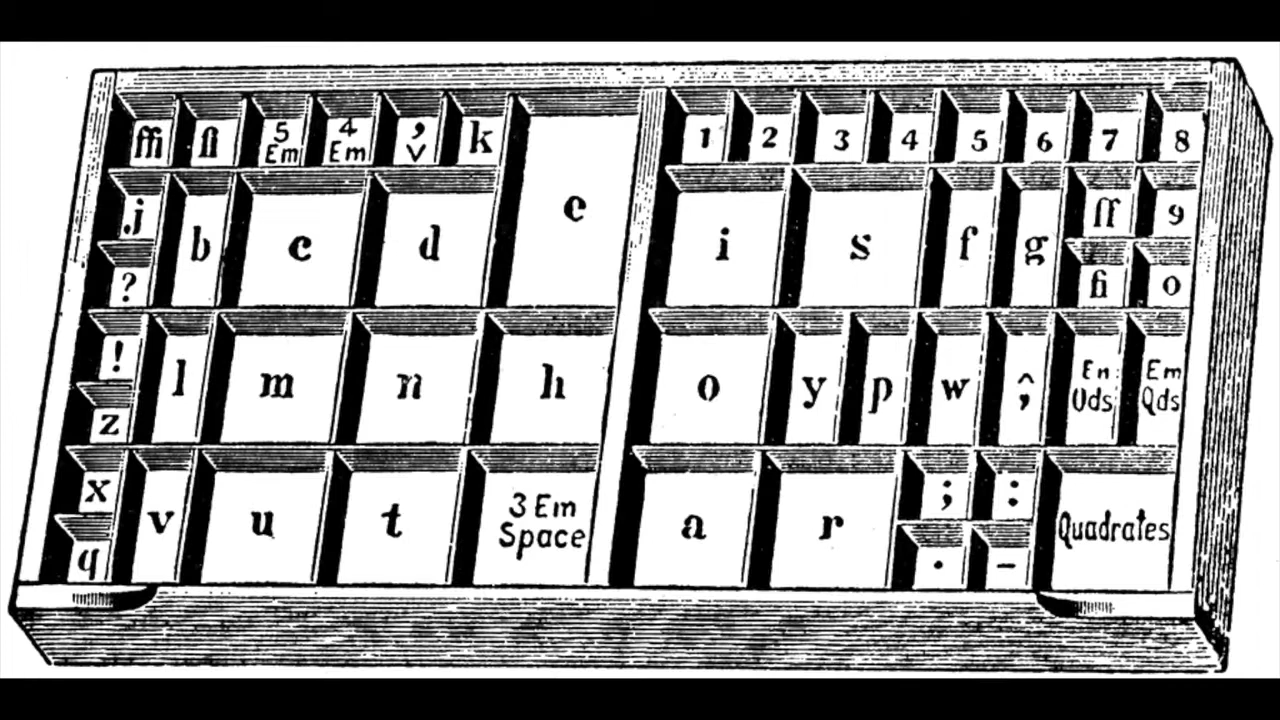 ffi fl 5 Em 4 Em ’ k
e
1 2 3 4 5 6 7 8
j b c d
i s f g ff 9
?
fi 0
! l m n h
o y p w , En Em Qds
z
x v u t 3 Em Space
a r ; : Quadrates
q
. -